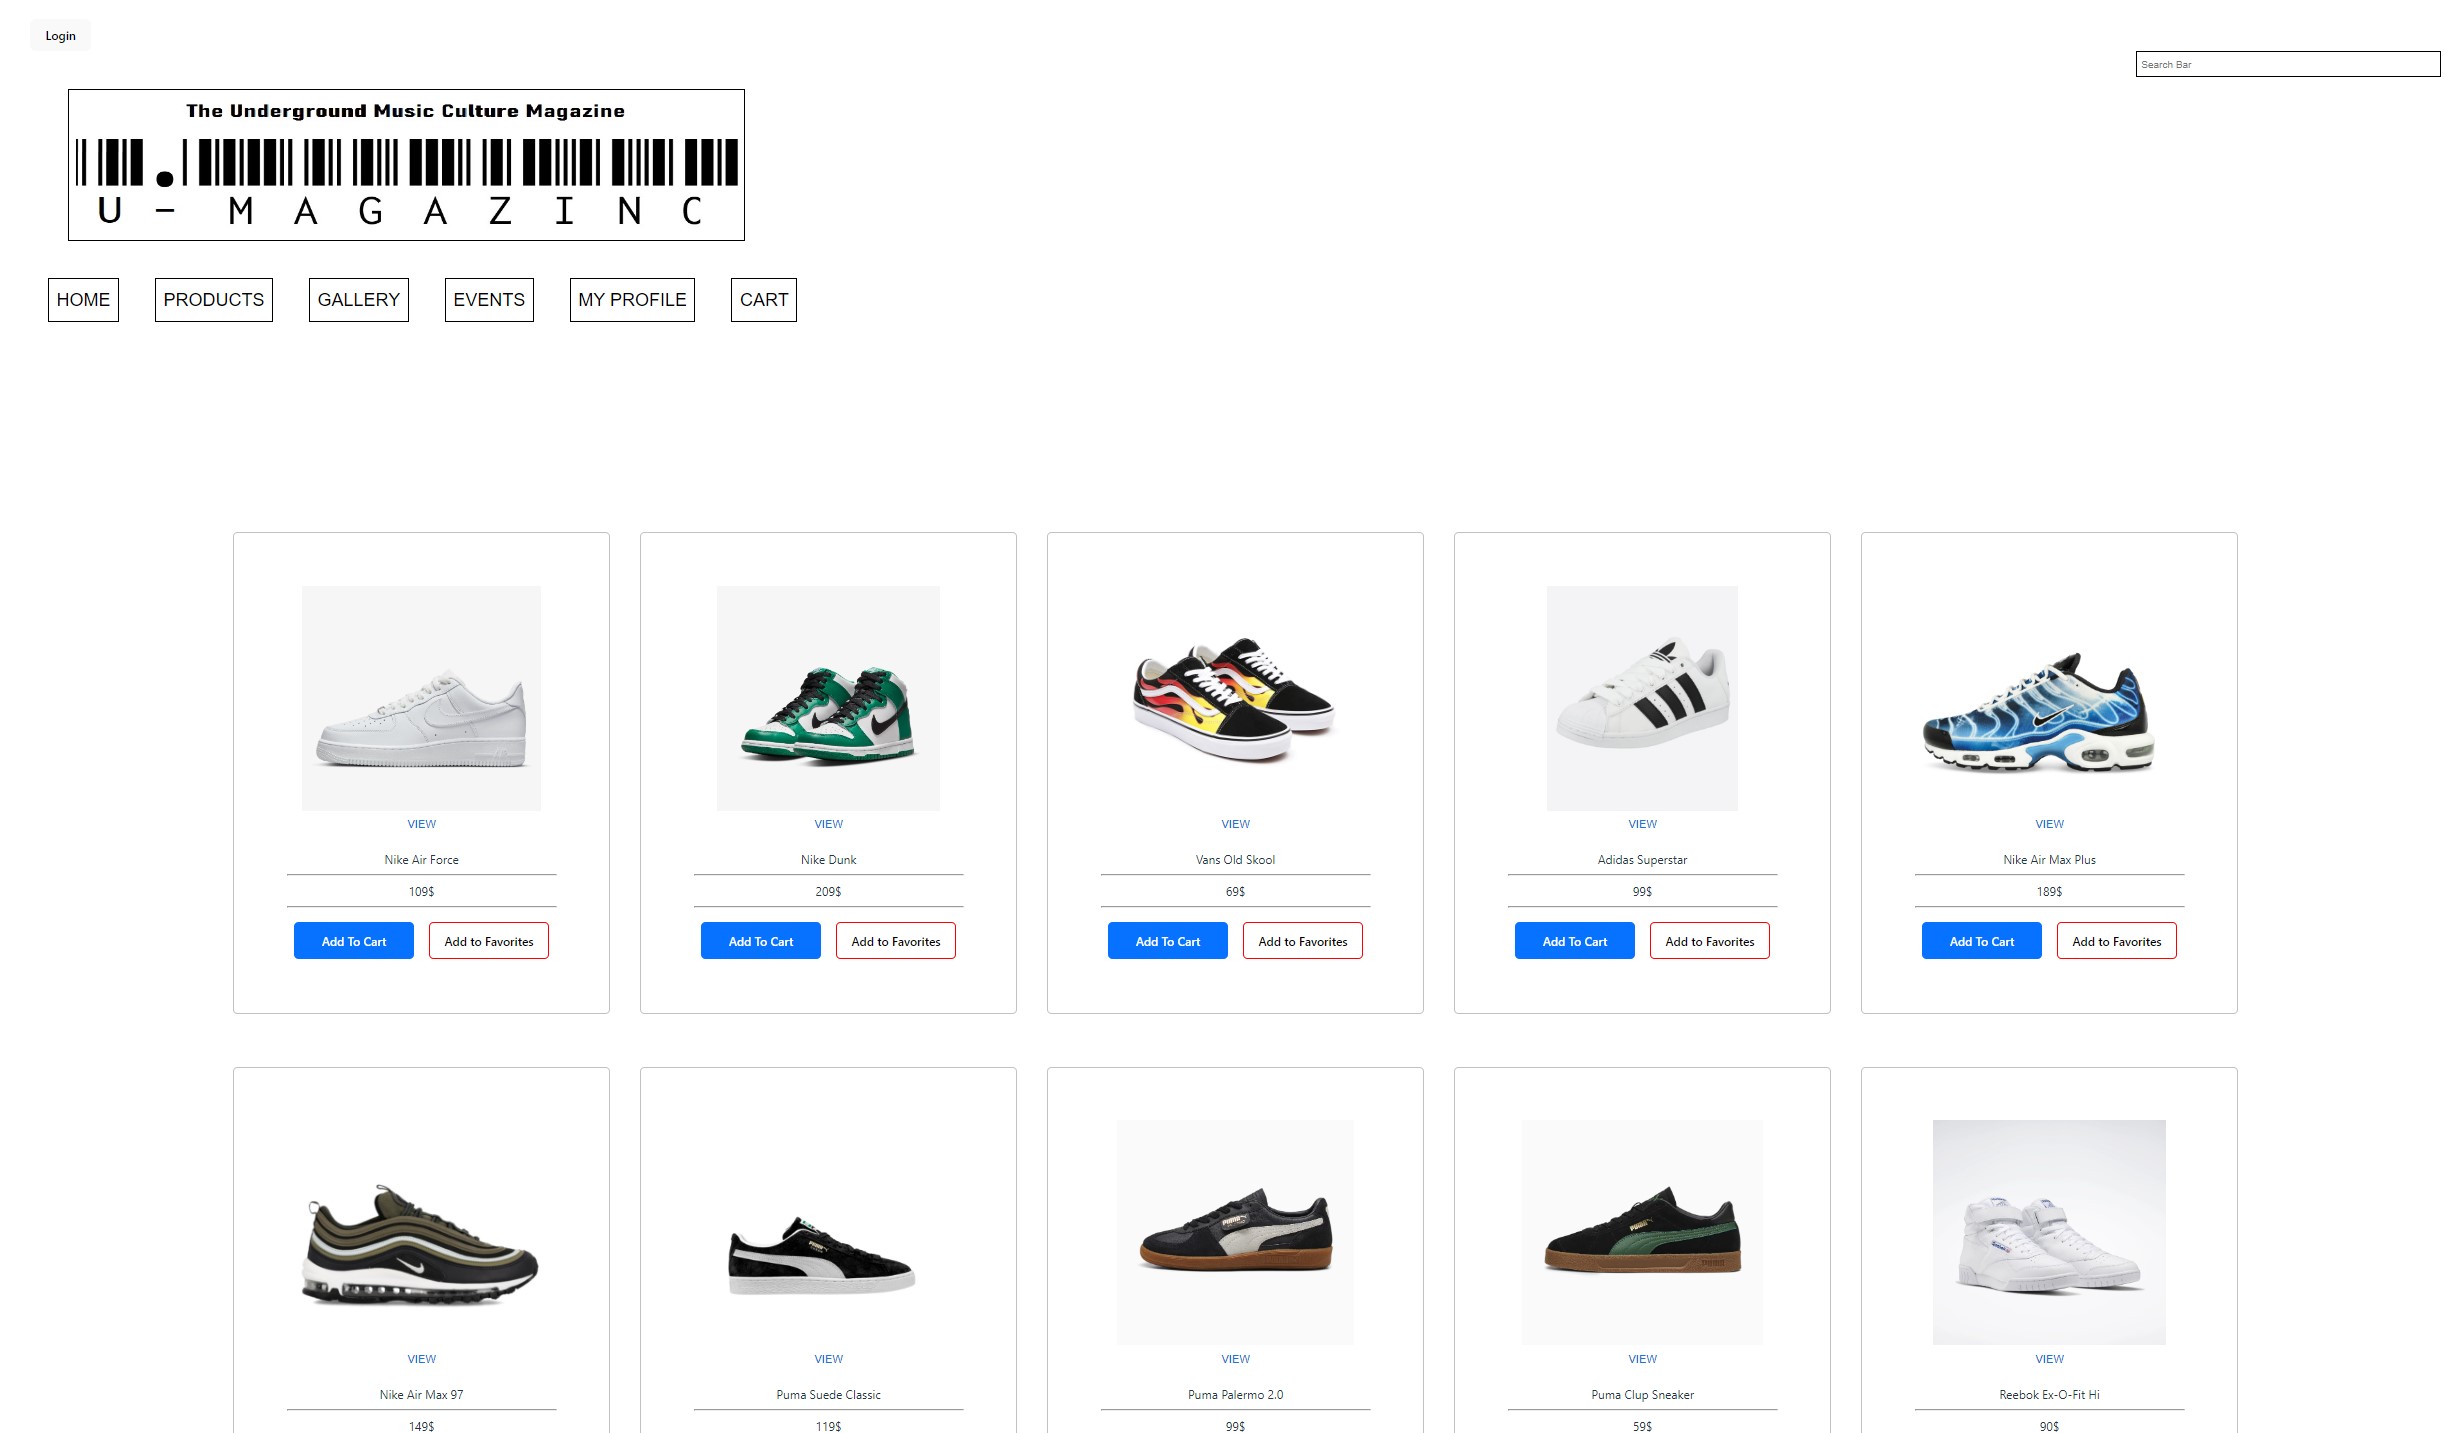 Login
Search Bar
The Underground Music Culture Magazine
U - M A G A Z I N C
HOME PRODUCTS GALLERY EVENTS MY PROFILE CART
VIEW VIEW VIEW VIEW VIEW
Nike Air Force Nike Dunk Vans Old Skool Adidas Superstar Nike Air Max Plus
109$ 209$ 69$ 99$ 189$
Add To Cart Add to Favorites Add To Cart Add to Favorites Add To Cart Add to Favorites Add To Cart Add to Favorites Add To Cart Add to Favorites
VIEW VIEW VIEW VIEW VIEW
Nike Air Max 97 Puma Suede Classic Puma Palermo 2.0 Puma Clup Sneaker Reebok Ex-O-Fit Hi
149$ 119$ 99$ 59$ 90$